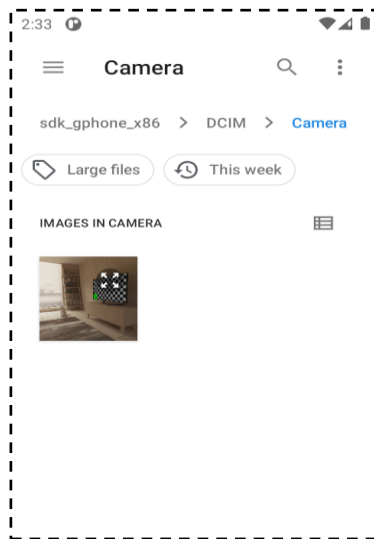 2:33
Camera
sdk_gphone_x86 > DCIM > Camera
Large files This week
IMAGES IN CAMERA